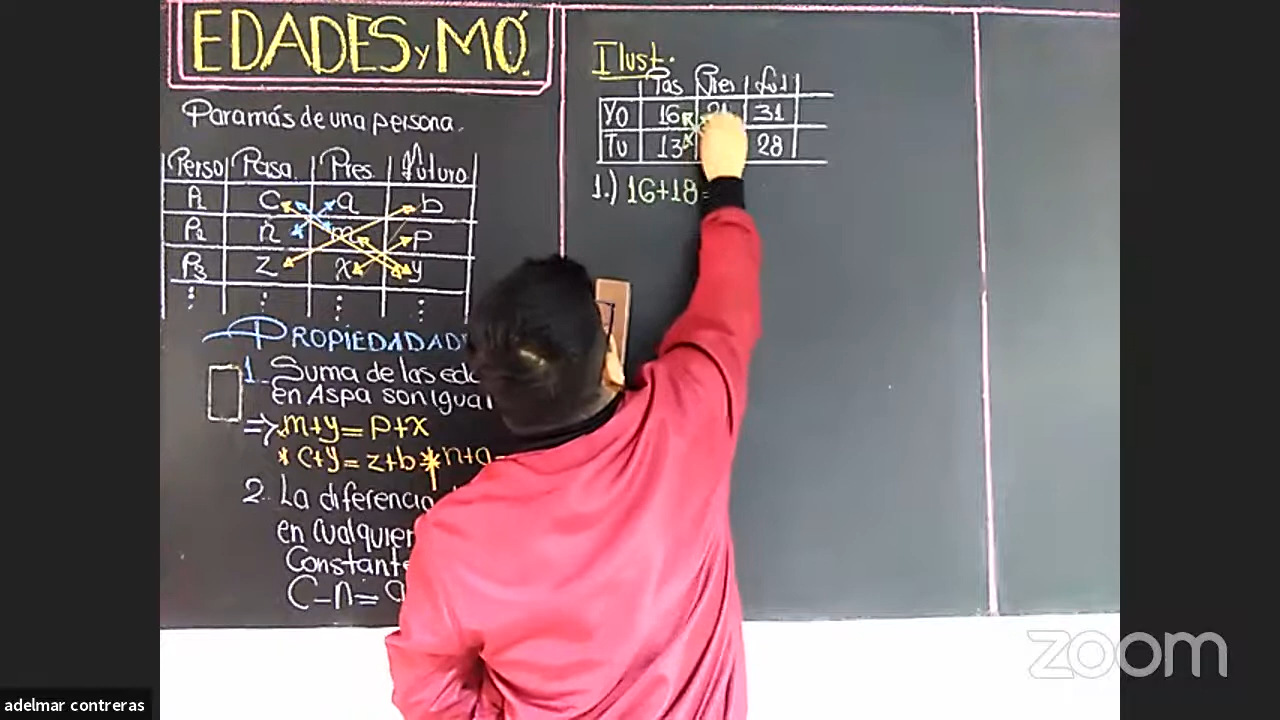 EDADES y MÓ.
Para más de una persona.
Perso Pasa. Pres. Futuro
P1 c a b
P2 n m p
P3 z x y
⋮ ⋮ ⋮ ⋮
PROPIEDADAD
1. Suma de las eda
en Aspa son igual
=> m+y=p+x
* c+y=z+b * n+a=
2. La diferencia
en Cualquier
Constante
C-n=a
Ilust.
Pas Pres Fut
Yo 16 21 31
Tu 13 28
1.) 16+18=
zoom
adelmar contreras